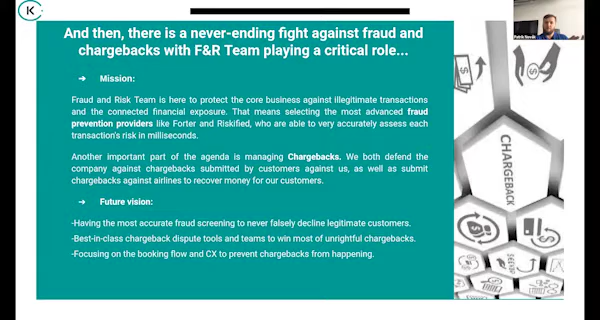 K
And then, there is a never-ending fight against fraud and
chargebacks with F&R Team playing a critical role...
➔ Mission:
Fraud and Risk Team is here to protect the core business against illegitimate transactions
and the connected financial exposure. That means selecting the most advanced fraud
prevention providers like Forter and Riskified, who are able to very accurately assess each
transaction's risk in milliseconds.
Another important part of the agenda is managing Chargebacks. We both defend the
company against chargebacks submitted by customers against us, as well as submit
chargebacks against airlines to recover money for our customers.
➔ Future vision:
-Having the most accurate fraud screening to never falsely decline legitimate customers.
-Best-in-class chargeback dispute tools and teams to win most of unrightful chargebacks.
-Focusing on the booking flow and CX to prevent chargebacks from happening.
CHARGEBACK